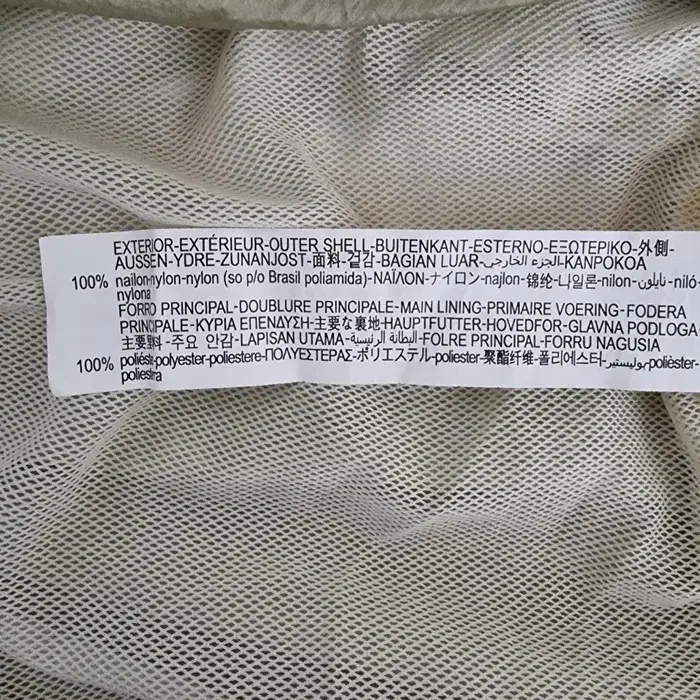 EXTERIOR-EXTÉRIEUR-OUTER SHELL-BUITENKANT-ESTERNO-ΕΞΩΤΕΡΙΚΟ-外側-
AUSSEN-YDRE-ZUNANJOST-面料-겉감-BAGIAN LUAR-الجزء الخارجي-KANPOKOA
100% nailon-nylon-nylon (so p/o Brasil poliamida)-ΝΑΪΛΟΝ-ナイロン-najlon-锦纶-나일론-nilon-نايلون-niló-
nylona
FORRO PRINCIPAL-DOUBLURE PRINCIPALE-MAIN LINING-PRIMAIRE VOERING-FODERA
PRINCIPALE-ΚΥΡΙΑ ΕΠΕΝΔΥΣΗ-主要な裏地-HAUPTFUTTER-HOVEDFOR-GLAVNA PODLOGA-
主要里料-주요 안감-LAPISAN UTAMA-البطانة الرئيسية-FOLRE PRINCIPAL-FORRU NAGUSIA
100% poliéster-polyester-poliestere-ΠΟΛΥΕΣΤΕΡΑΣ-ポリエステル-poliester-聚酯纤维-폴리에스터-بوليستير-polièster-
poliestra